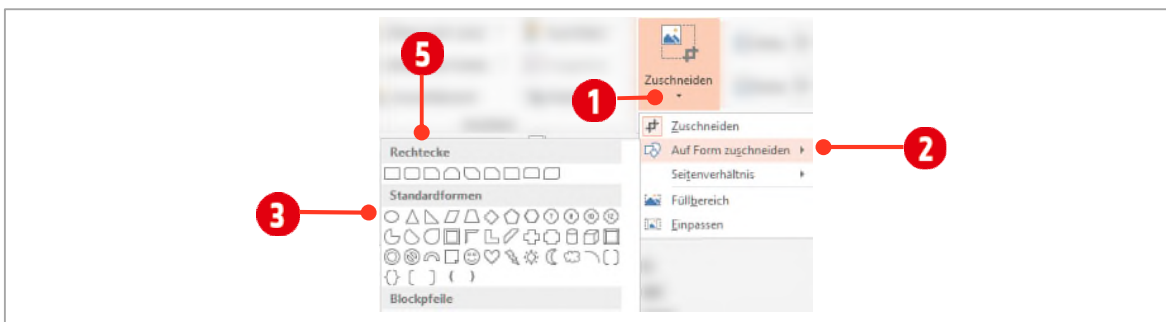 5
Zuschneiden
1
Zuschneiden
Rechtecke
Auf Form zuschneiden
2
Seitenverhältnis
Standardformen
3
Füllbereich
Einpassen
Blockpfeile